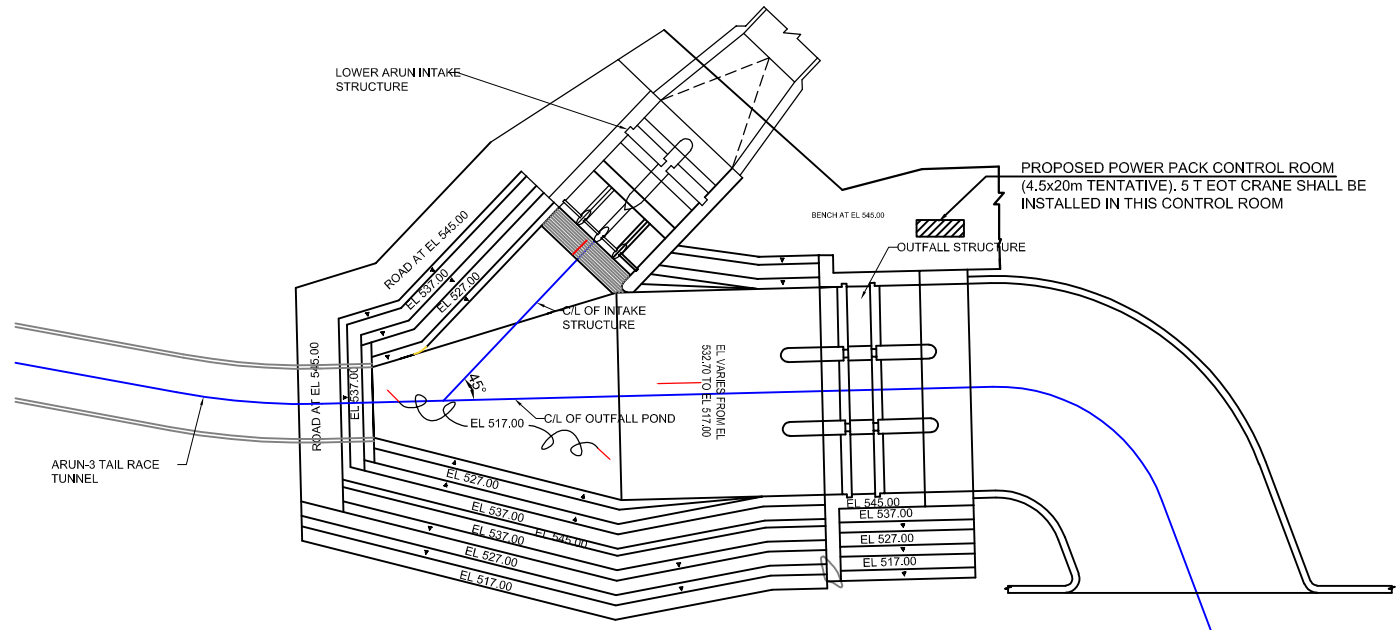 LOWER ARUN INTAKE
STRUCTURE
PROPOSED POWER PACK CONTROL ROOM
(4.5x20m TENTATIVE). 5 T EOT CRANE SHALL BE
INSTALLED IN THIS CONTROL ROOM
BENCH AT EL 545.00
OUTFALL STRUCTURE
ROAD AT EL 545.00
EL 537.00
EL 527.00
C/L OF INTAKE
STRUCTURE
ROAD AT EL 545.00
EL 537.00
45°
EL VARIES FROM EL
532.70 TO EL 517.00
C/L OF OUTFALL POND
EL 517.00
ARUN-3 TAIL RACE
TUNNEL
EL 527.00
EL 537.00
EL 545.00
EL 537.00
EL 527.00
EL 517.00
EL 545.00
EL 537.00
EL 527.00
EL 517.00